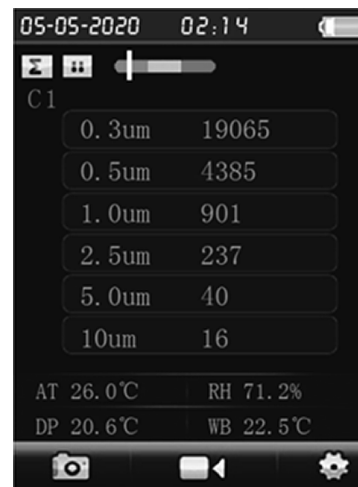 05-05-2020 02:14
Σ
C1
0.3um 19065
0.5um 4385
1.0um 901
2.5um 237
5.0um 40
10um 16
AT 26.0℃ RH 71.2%
DP 20.6℃ WB 22.5℃